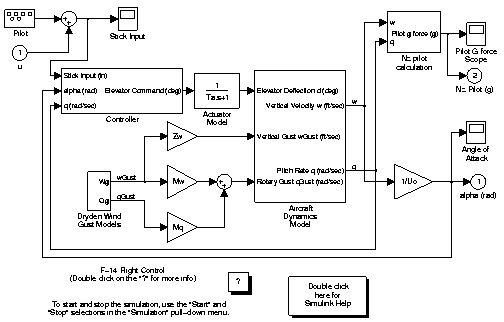 Pilot
1
u
Stick Input
w
Pilot g force (g)
q
Nz pilot
calculation
Pilot G force
Scope
2
Nz Pilot (g)
Stick Input (in)
alpha (rad)
Elevator Command (deg)
q (rad/sec)
Controller
1
Ta.s+1
Actuator
Model
Elevator Deflection d (deg)
Vertical Velocity w (ft/sec)
w
Vertical Gust wGust (ft/sec)
Pitch Rate q (rad/sec)
q
Rotary Gust qGust (rad/sec)
Aircraft
Dynamics
Model
Zw
Mw
Mq
Wg
wGust
Qg
qGust
Dryden Wind
Gust Models
1/Uo
Angle of
Attack
1
alpha (rad)
F-14 Flight Control
(Double click on the "?" for more info)
?
Double click
here for
Simulink Help
To start and stop the simulation, use the "Start" and
"Stop" selections in the "Simulation" pull-down menu.